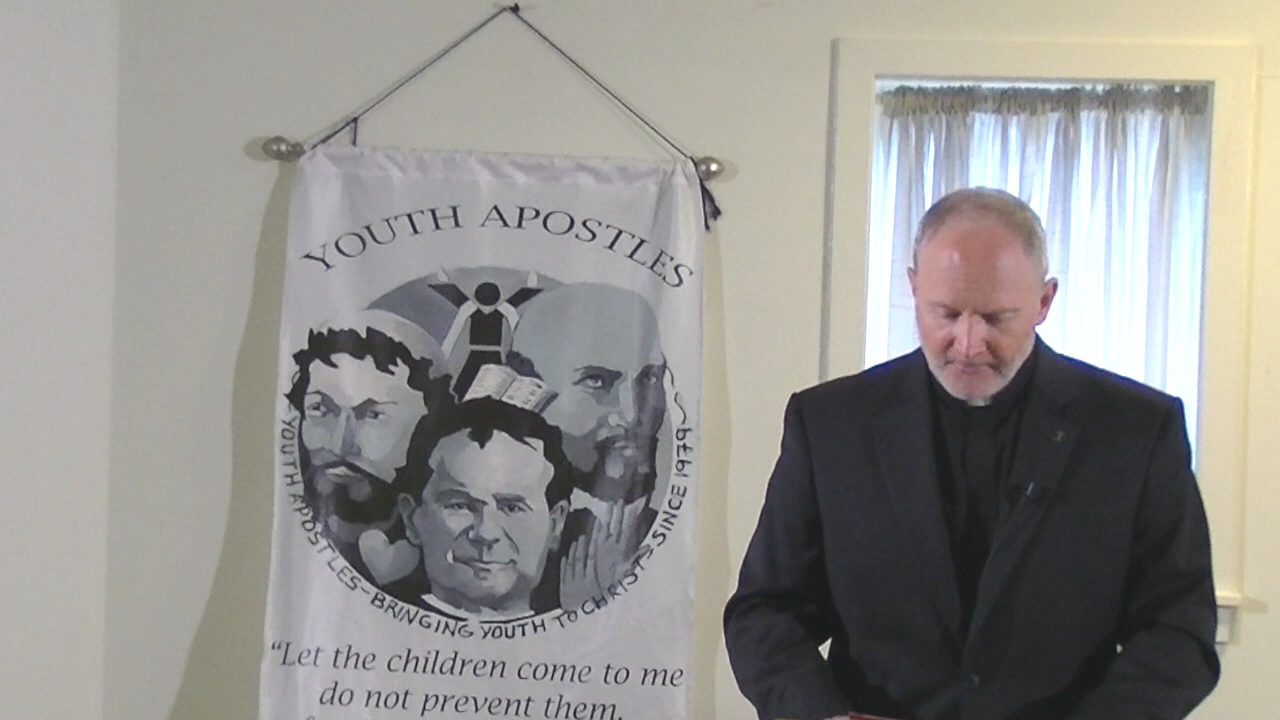 YOUTH APOSTLES
YOUTH APOSTLES–BRINGING YOUTH TO CHRIST– SINCE 1979
“Let the children come to me
do not prevent them.